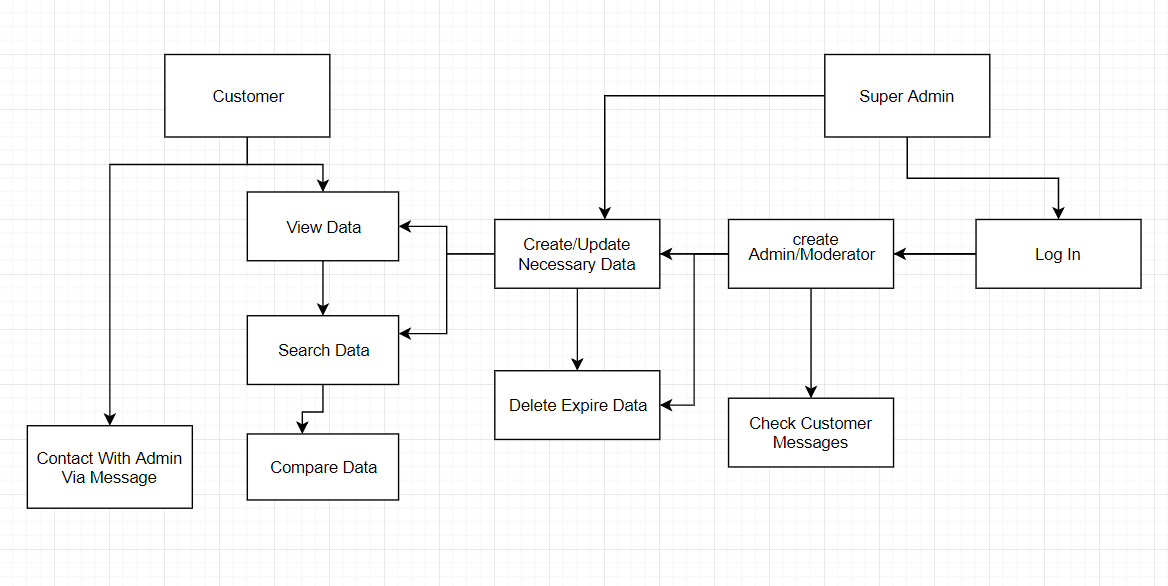 Customer
Super Admin
View Data
Create/Update
Necessary Data
create
Admin/Moderator
Log In
Search Data
Delete Expire Data
Check Customer
Messages
Contact With Admin
Via Message
Compare Data